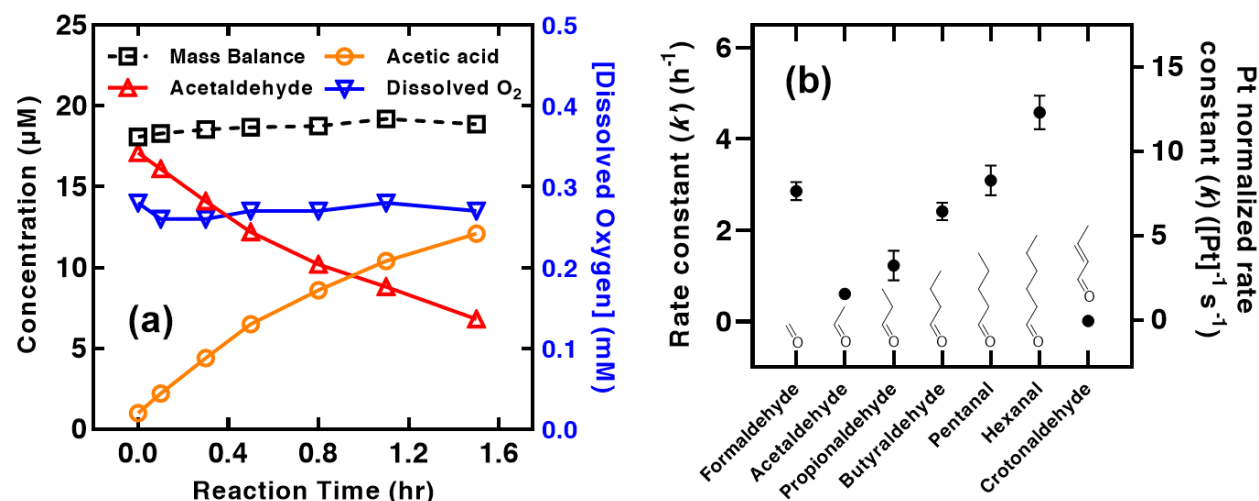 25
20
15
10
5
0
Concentration (µM)
0.5
0.4
0.3
0.2
0.1
0.0
[Dissolved Oxygen] (mM)
Mass Balance
Acetic acid
Acetaldehyde
Dissolved O2
(a)
0.0 0.4 0.8 1.2 1.6
Reaction Time (hr)
6
4
2
0
Rate constant (k') (h-1)
15
10
5
0
Pt normalized rate
constant (k) ([Pt]-1 s-1)
(b)
O O O O O O O
Formaldehyde
Acetaldehyde
Propionaldehyde
Butyraldehyde
Pentanal
Hexanal
Crotonaldehyde